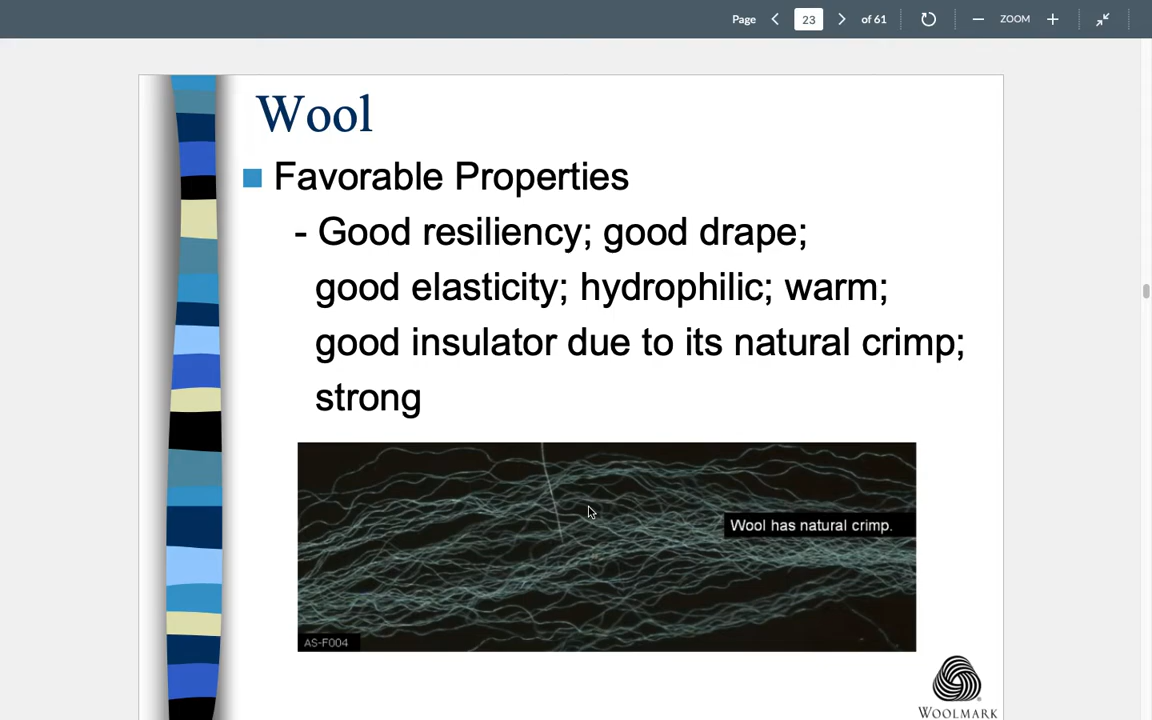 Page 23 of 61 ZOOM
Wool
Favorable Properties
- Good resiliency; good drape;
good elasticity; hydrophilic; warm;
good insulator due to its natural crimp;
strong
Wool has natural crimp.
AS-F004
WOOLMARK